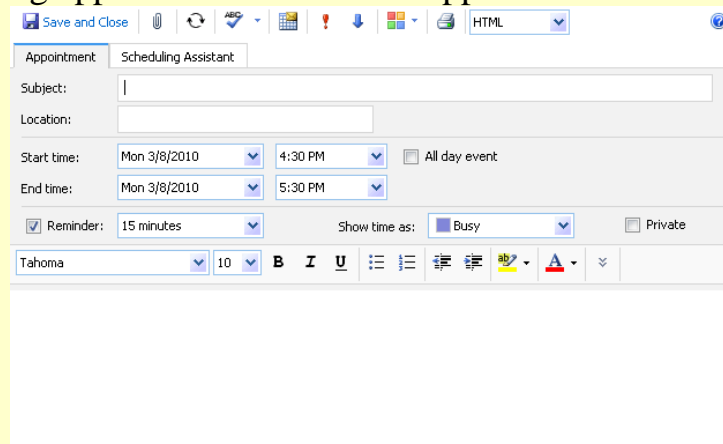 Save and Close ABC HTML
Appointment Scheduling Assistant
Subject:
Location:
Start time: Mon 3/8/2010 4:30 PM All day event
End time: Mon 3/8/2010 5:30 PM
Reminder: 15 minutes Show time as: Busy Private
Tahoma 10 B I U ab A